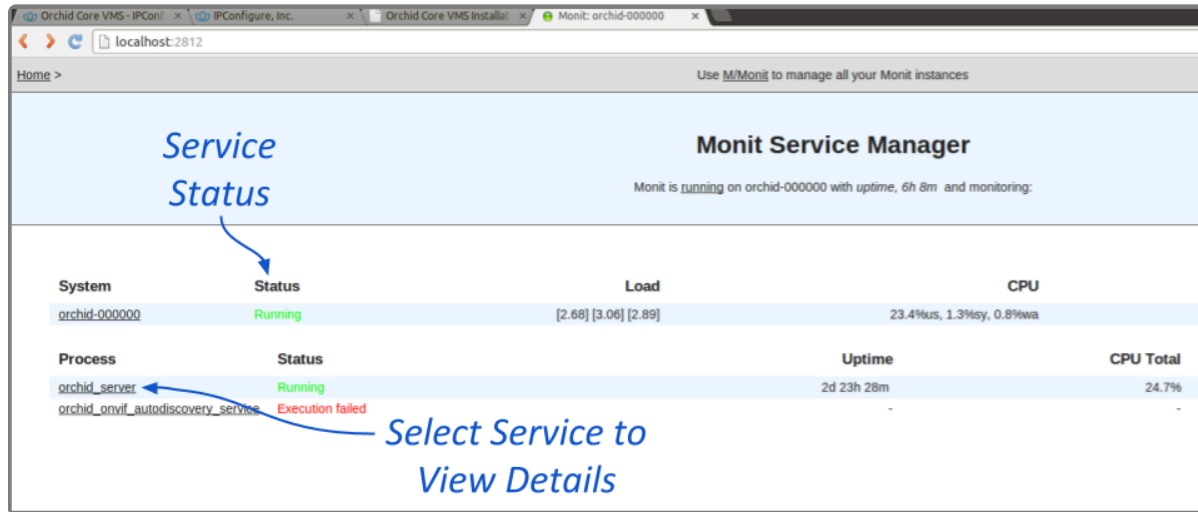 Orchid Core VMS - IPConf × IPConfigure, Inc. × Orchid Core VMS Installat × Monit: orchid-000000 ×
localhost:2812
Home > Use M/Monit to manage all your Monit instances
Service
Status
Monit Service Manager
Monit is running on orchid-000000 with uptime, 6h 8m and monitoring:
System Status Load CPU
orchid-000000 Running [2.68] [3.06] [2.89] 23.4%us, 1.3%sy, 0.8%wa
Process Status Uptime CPU Total
orchid_server Running 2d 23h 28m 24.7%
orchid_onvif_autodiscovery_service Execution failed - -
Select Service to
View Details